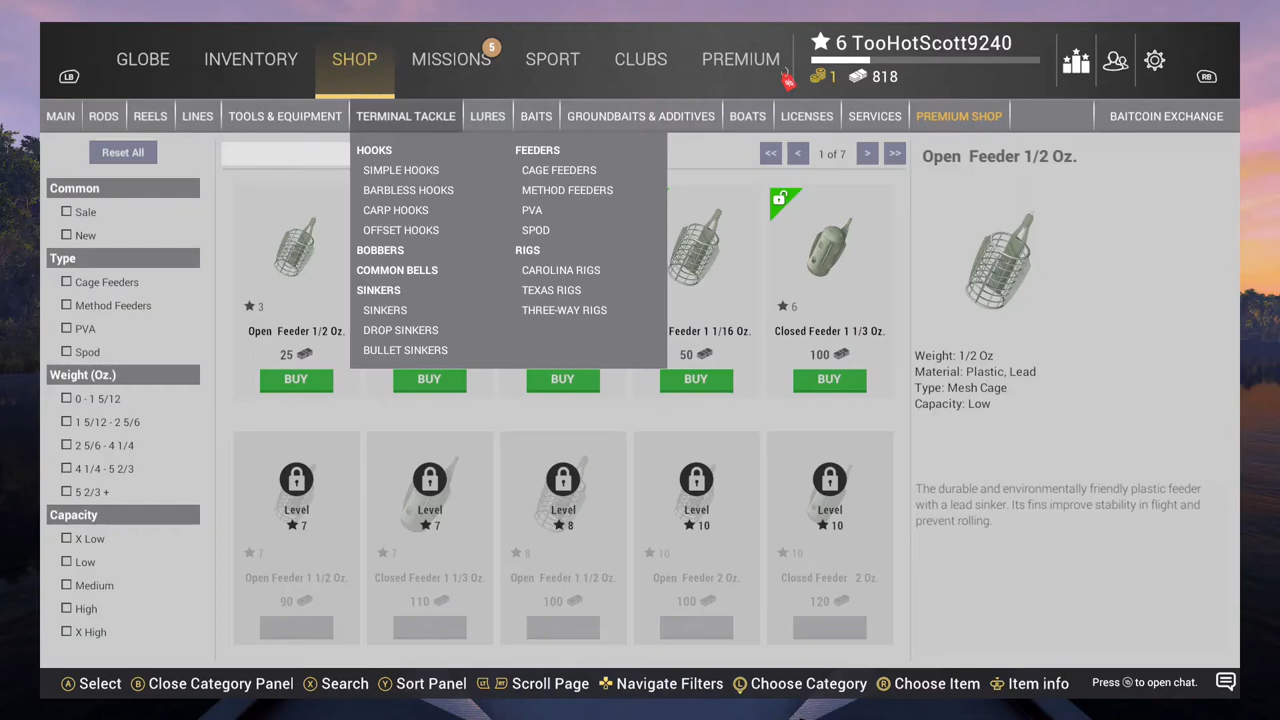 GLOBE INVENTORY SHOP MISSIONS 5 SPORT CLUBS PREMIUM
6 TooHotScott9240
1 818
LB
RB
MAIN RODS REELS LINES TOOLS & EQUIPMENT TERMINAL TACKLE LURES BAITS GROUNDBAITS & ADDITIVES BOATS LICENSES SERVICES PREMIUM SHOP BAITCOIN EXCHANGE
Reset All
Common
Sale
New
Type
Cage Feeders
Method Feeders
PVA
Spod
Weight (Oz.)
0 - 1 5/12
1 5/12 - 2 5/6
2 5/6 - 4 1/4
4 1/4 - 5 2/3
5 2/3 +
Capacity
X Low
Low
Medium
High
X High
HOOKS
SIMPLE HOOKS
BARBLESS HOOKS
CARP HOOKS
OFFSET HOOKS
BOBBERS
COMMON BELLS
SINKERS
SINKERS
DROP SINKERS
BULLET SINKERS
FEEDERS
CAGE FEEDERS
METHOD FEEDERS
PVA
SPOD
RIGS
CAROLINA RIGS
TEXAS RIGS
THREE-WAY RIGS
<< < 1 of 7 > >>
3
6
Open Feeder 1/2 Oz.
Feeder 1 1/16 Oz.
Closed Feeder 1 1/3 Oz.
25
50
100
BUY BUY BUY BUY BUY
Level Level Level Level Level
7 7 8 10 10
7 7 8 10 10
Open Feeder 1 1/2 Oz. Closed Feeder 1 1/3 Oz. Open Feeder 1 1/2 Oz. Open Feeder 2 Oz. Closed Feeder 2 Oz.
90 110 100 100 120
Open Feeder 1/2 Oz.
Weight: 1/2 Oz
Material: Plastic, Lead
Type: Mesh Cage
Capacity: Low
The durable and environmentally friendly plastic feeder
with a lead sinker. Its fins improve stability in flight and
prevent rolling.
A Select B Close Category Panel X Search Y Sort Panel LT RT Scroll Page Navigate Filters L Choose Category R Choose Item Item info
Press to open chat.